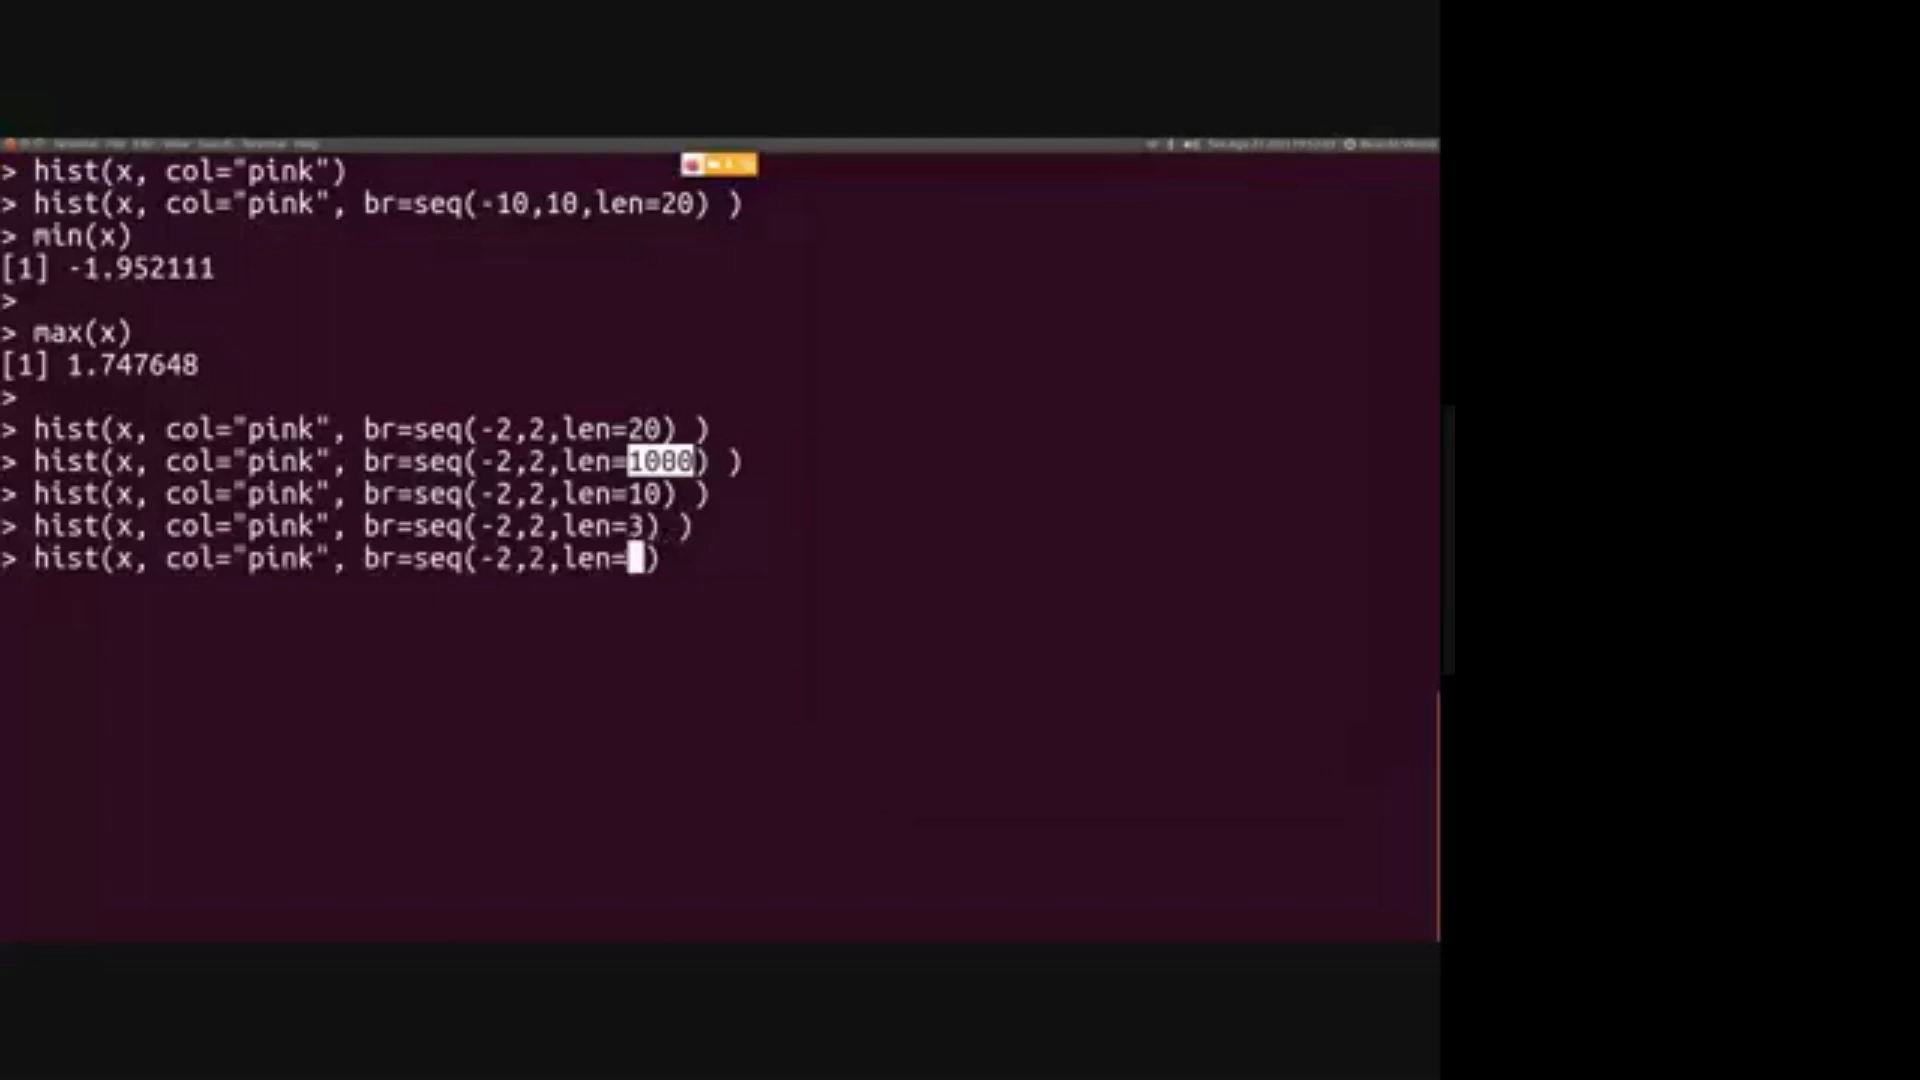 > hist(x, col="pink")
> hist(x, col="pink", br=seq(-10,10,len=20) )
> min(x)
[1] -1.952111
>
> max(x)
[1] 1.747648
>
> hist(x, col="pink", br=seq(-2,2,len=20) )
> hist(x, col="pink", br=seq(-2,2,len=1000) )
> hist(x, col="pink", br=seq(-2,2,len=10) )
> hist(x, col="pink", br=seq(-2,2,len=3) )
> hist(x, col="pink", br=seq(-2,2,len= )